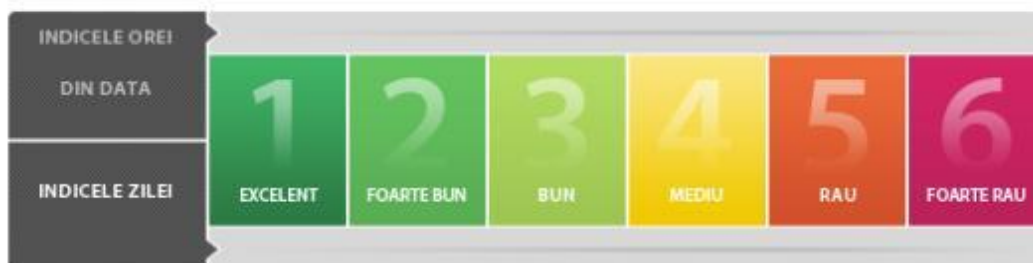 INDICELE OREI
DIN DATA
INDICELE ZILEI
1 2 3 4 5 6
EXCELENT FOARTE BUN BUN MEDIU RAU FOARTE RAU